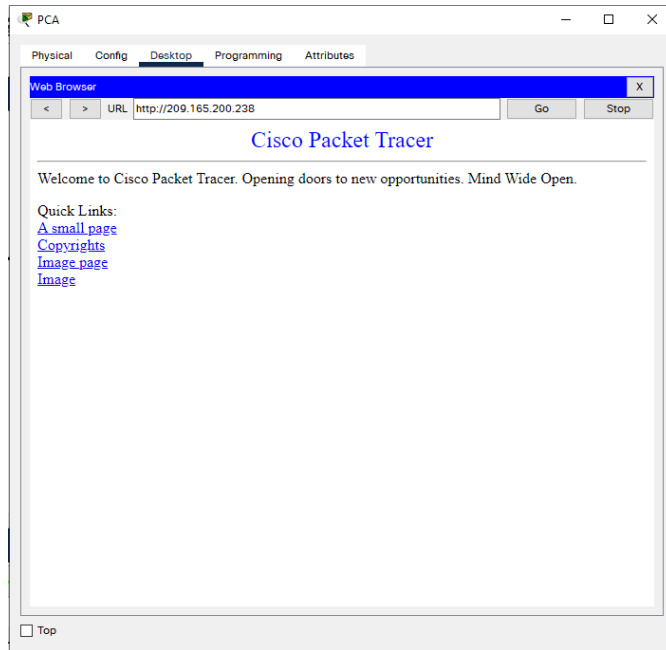 PCA
Physical Config Desktop Programming Attributes
Web Browser X
< > URL http://209.165.200.238 Go Stop
Cisco Packet Tracer
Welcome to Cisco Packet Tracer. Opening doors to new opportunities. Mind Wide Open.
Quick Links:
A small page
Copyrights
Image page
Image
Top